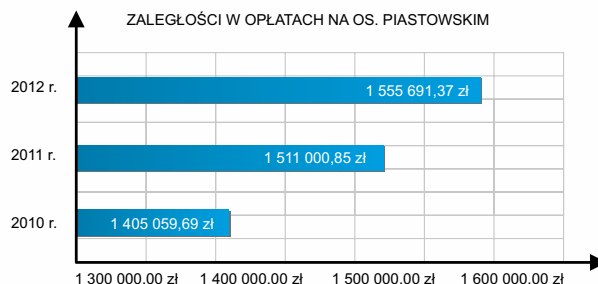 ZALEGŁOŚCI W OPŁATACH NA OS. PIASTOWSKIM
2012 r. 1 555 691,37 zł
2011 r. 1 511 000,85 zł
2010 r. 1 405 059,69 zł
1 300 000,00 zł 1 400 000,00 zł 1 500 000,00 zł 1 600 000,00 zł